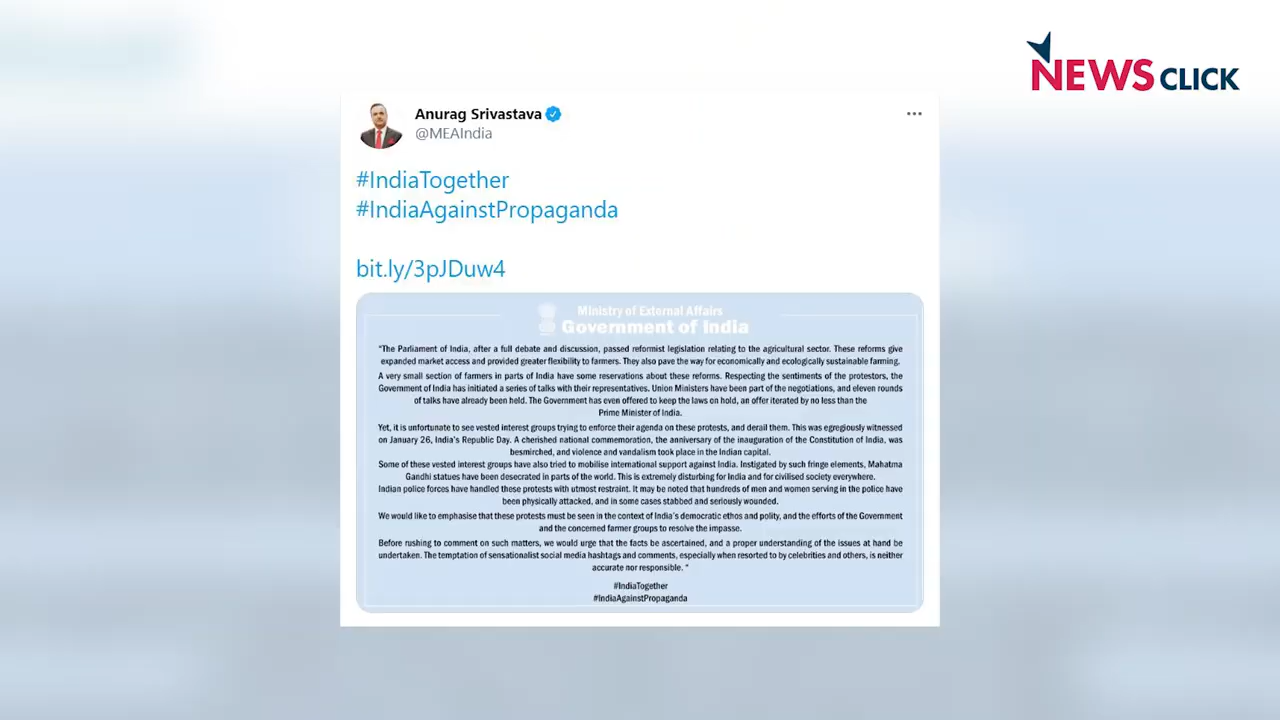 NEWSCLICK
Anurag Srivastava
@MEAIndia
#IndiaTogether
#IndiaAgainstPropaganda
bit.ly/3pJDuw4
Ministry of External Affairs
Government of India
"The Parliament of India, after a full debate and discussion, passed reformist legislation relating to the agricultural sector. These reforms give
expanded market access and provided greater flexibility to farmers. They also pave the way for economically and ecologically sustainable farming.
A very small section of farmers in parts of India have some reservations about these reforms. Respecting the sentiments of the protestors, the
Government of India has initiated a series of talks with their representatives. Union Ministers have been part of the negotiations, and eleven rounds
of talks have already been held. The Government has even offered to keep the laws on hold, an offer iterated by no less than the
Prime Minister of India.
Yet, it is unfortunate to see vested interest groups trying to enforce their agenda on these protests, and derail them. This was egregiously witnessed
on January 26, India's Republic Day. A cherished national commemoration, the anniversary of the inauguration of the Constitution of India, was
besmirched, and violence and vandalism took place in the Indian capital.
Some of these vested interest groups have also tried to mobilise international support against India. Instigated by such fringe elements, Mahatma
Gandhi statues have been desecrated in parts of the world. This is extremely disturbing for India and for civilised society everywhere.
Indian police forces have handled these protests with utmost restraint. It may be noted that hundreds of men and women serving in the police have
been physically attacked, and in some cases stabbed and seriously wounded.
We would like to emphasise that these protests must be seen in the context of India's democratic ethos and polity, and the efforts of the Government
and the concerned farmer groups to resolve the impasse.
Before rushing to comment on such matters, we would urge that the facts be ascertained, and a proper understanding of the issues at hand be
undertaken. The temptation of sensationalist social media hashtags and comments, especially when resorted to by celebrities and others, is neither
accurate nor responsible. "
#IndiaTogether
#IndiaAgainstPropaganda